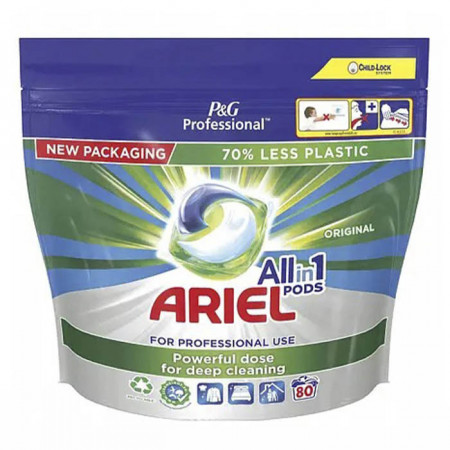 CHILD-LOCK
SYSTEM
P&G
Professional™
NEW PACKAGING
70% LESS PLASTIC
ORIGINAL
All in 1
PODS
ARIEL
FOR PROFESSIONAL USE
Powerful dose
for deep cleaning
80